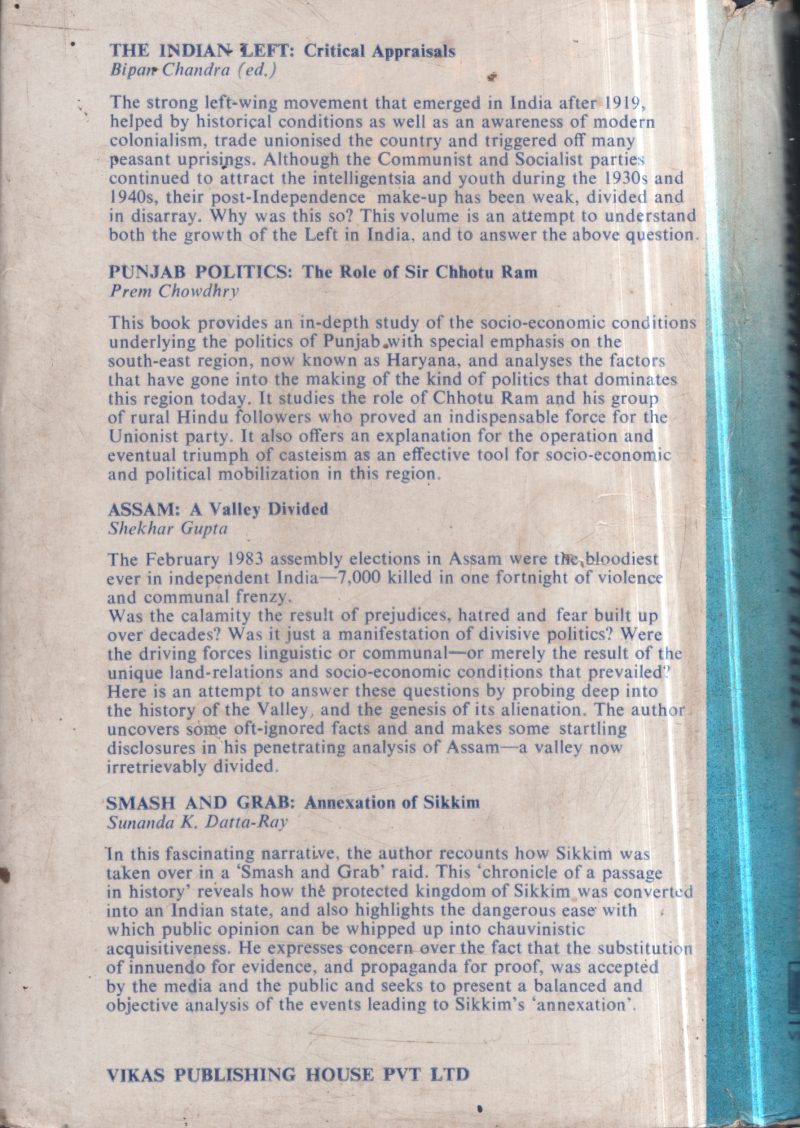 THE INDIAN LEFT: Critical Appraisals
Bipan Chandra (ed.)
The strong left-wing movement that emerged in India after 1919,
helped by historical conditions as well as an awareness of modern
colonialism, trade unionised the country and triggered off many
peasant uprisings. Although the Communist and Socialist parties
continued to attract the intelligentsia and youth during the 1930s and
1940s, their post-Independence make-up has been weak, divided and
in disarray. Why was this so? This volume is an attempt to understand
both the growth of the Left in India, and to answer the above question.
PUNJAB POLITICS: The Role of Sir Chhotu Ram
Prem Chowdhry
This book provides an in-depth study of the socio-economic conditions
underlying the politics of Punjab with special emphasis on the
south-east region, now known as Haryana, and analyses the factors
that have gone into the making of the kind of politics that dominates
this region today. It studies the role of Chhotu Ram and his group
of rural Hindu followers who proved an indispensable force for the
Unionist party. It also offers an explanation for the operation and
eventual triumph of casteism as an effective tool for socio-economic
and political mobilization in this region.
ASSAM: A Valley Divided
Shekhar Gupta
The February 1983 assembly elections in Assam were the bloodiest
ever in independent India—7,000 killed in one fortnight of violence
and communal frenzy.
Was the calamity the result of prejudices, hatred and fear built up
over decades? Was it just a manifestation of divisive politics? Were
the driving forces linguistic or communal—or merely the result of the
unique land-relations and socio-economic conditions that prevailed?
Here is an attempt to answer these questions by probing deep into
the history of the Valley, and the genesis of its alienation. The author
uncovers some oft-ignored facts and and makes some startling
disclosures in his penetrating analysis of Assam—a valley now
irretrievably divided.
SMASH AND GRAB: Annexation of Sikkim
Sunanda K. Datta-Ray
In this fascinating narrative, the author recounts how Sikkim was
taken over in a ‘Smash and Grab’ raid. This ‘chronicle of a passage
in history’ reveals how the protected kingdom of Sikkim was converted
into an Indian state, and also highlights the dangerous ease with
which public opinion can be whipped up into chauvinistic
acquisitiveness. He expresses concern over the fact that the substitution
of innuendo for evidence, and propaganda for proof, was accepted
by the media and the public and seeks to present a balanced and
objective analysis of the events leading to Sikkim’s ‘annexation’.
VIKAS PUBLISHING HOUSE PVT LTD